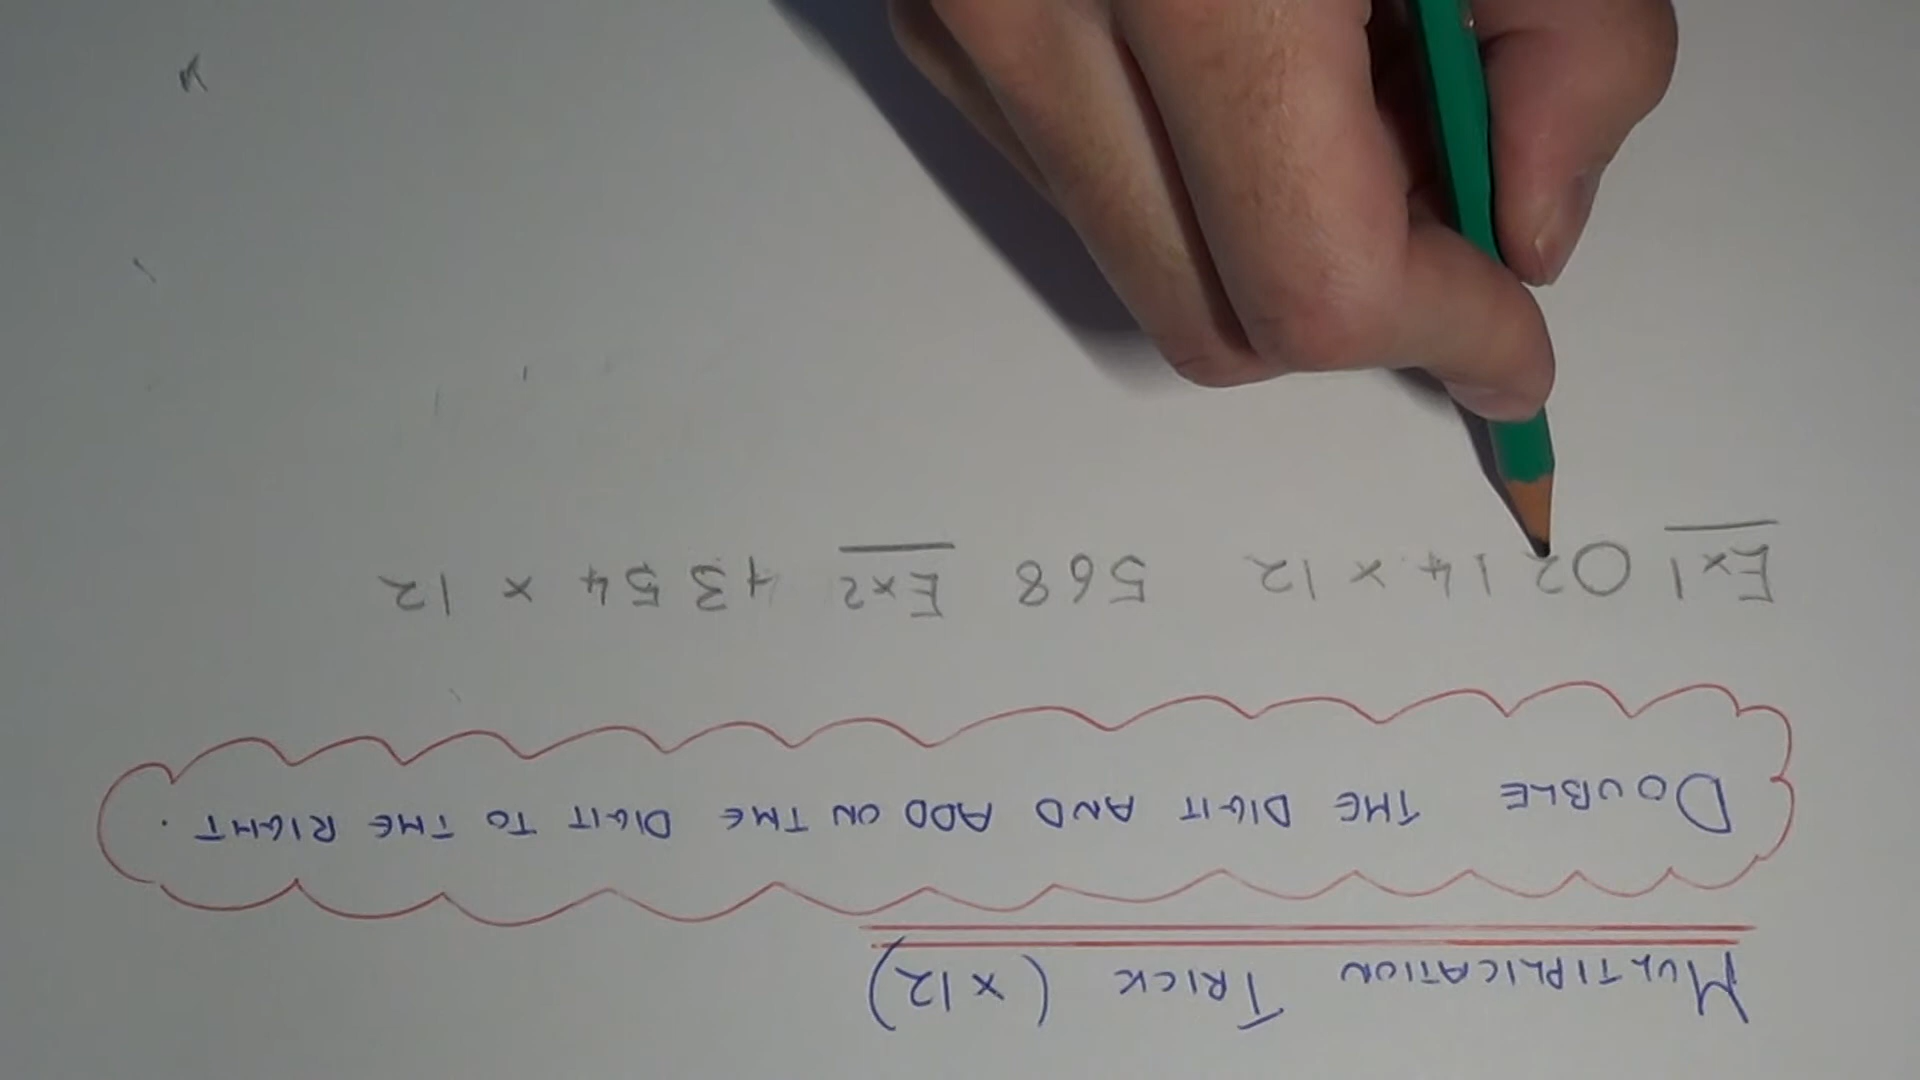 MULTIPLICATION TRICK (×12)
DOUBLE THE DIGIT AND ADD ON THE DIGIT TO THE RIGHT.
Ex1 0214 × 12 568 Ex2 4354 × 12